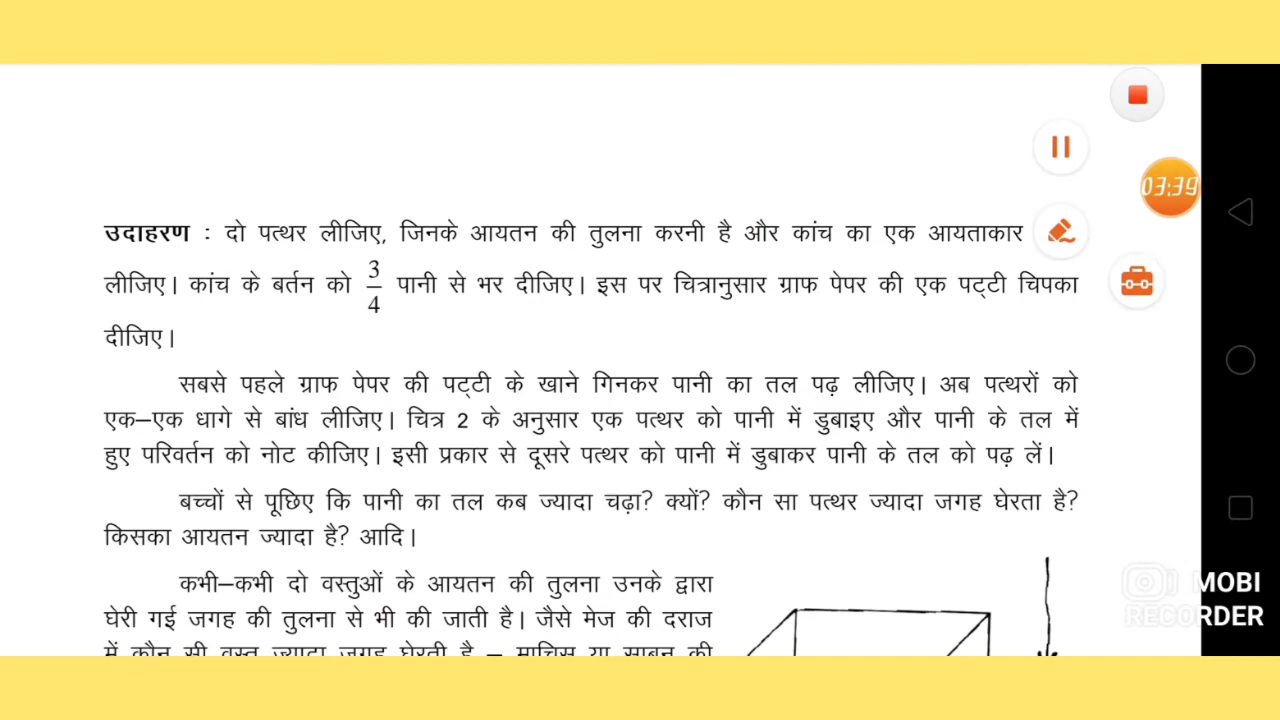 उदाहरण : दो पत्थर लीजिए, जिनके आयतन की तुलना करनी है और कांच का एक आयताकार
लीजिए। कांच के बर्तन को 3/4 पानी से भर दीजिए। इस पर चित्रानुसार ग्राफ पेपर की एक पट्टी चिपका
दीजिए।
सबसे पहले ग्राफ पेपर की पट्टी के खाने गिनकर पानी का तल पढ़ लीजिए। अब पत्थरों को
एक–एक धागे से बांध लीजिए। चित्र 2 के अनुसार एक पत्थर को पानी में डुबाइए और पानी के तल में
हुए परिवर्तन को नोट कीजिए। इसी प्रकार से दूसरे पत्थर को पानी में डुबाकर पानी के तल को पढ़ लें।
बच्चों से पूछिए कि पानी का तल कब ज्यादा चढ़ा? क्यों? कौन सा पत्थर ज्यादा जगह घेरता है?
किसका आयतन ज्यादा है? आदि।
कभी–कभी दो वस्तुओं के आयतन की तुलना उनके द्वारा
घेरी गई जगह की तुलना से भी की जाती है। जैसे मेज की दराज
में कौन सी वस्तु ज्यादा जगह घेरती है – माचिस या साबुन की
03:39
MOBI
RECORDER